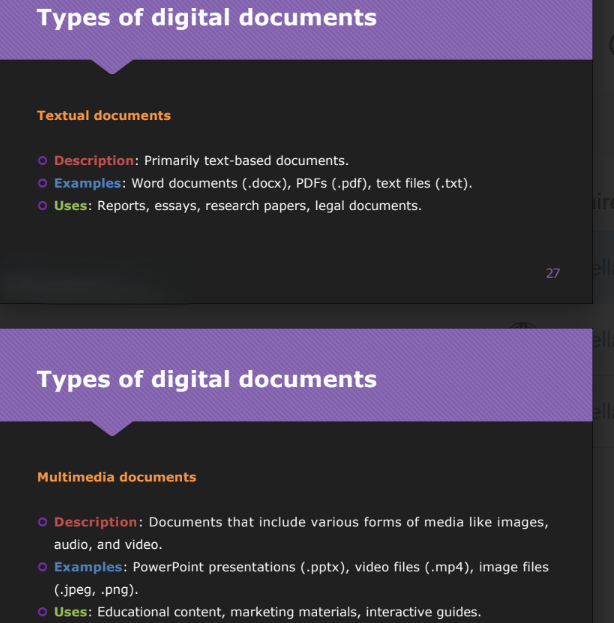 Types of digital documents
Textual documents
Description: Primarily text-based documents.
Examples: Word documents (.docx), PDFs (.pdf), text files (.txt).
Uses: Reports, essays, research papers, legal documents.
27
Types of digital documents
Multimedia documents
Description: Documents that include various forms of media like images,
audio, and video.
Examples: PowerPoint presentations (.pptx), video files (.mp4), image files
(.jpeg, .png).
Uses: Educational content, marketing materials, interactive guides.